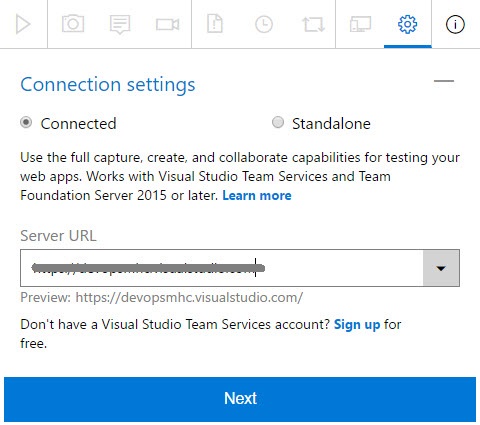 Connection settings
Connected
Standalone
Use the full capture, create, and collaborate capabilities for testing your
web apps. Works with Visual Studio Team Services and Team
Foundation Server 2015 or later. Learn more
Server URL
Preview: https://devopsmhc.visualstudio.com/
Don't have a Visual Studio Team Services account? Sign up for
free.
Next